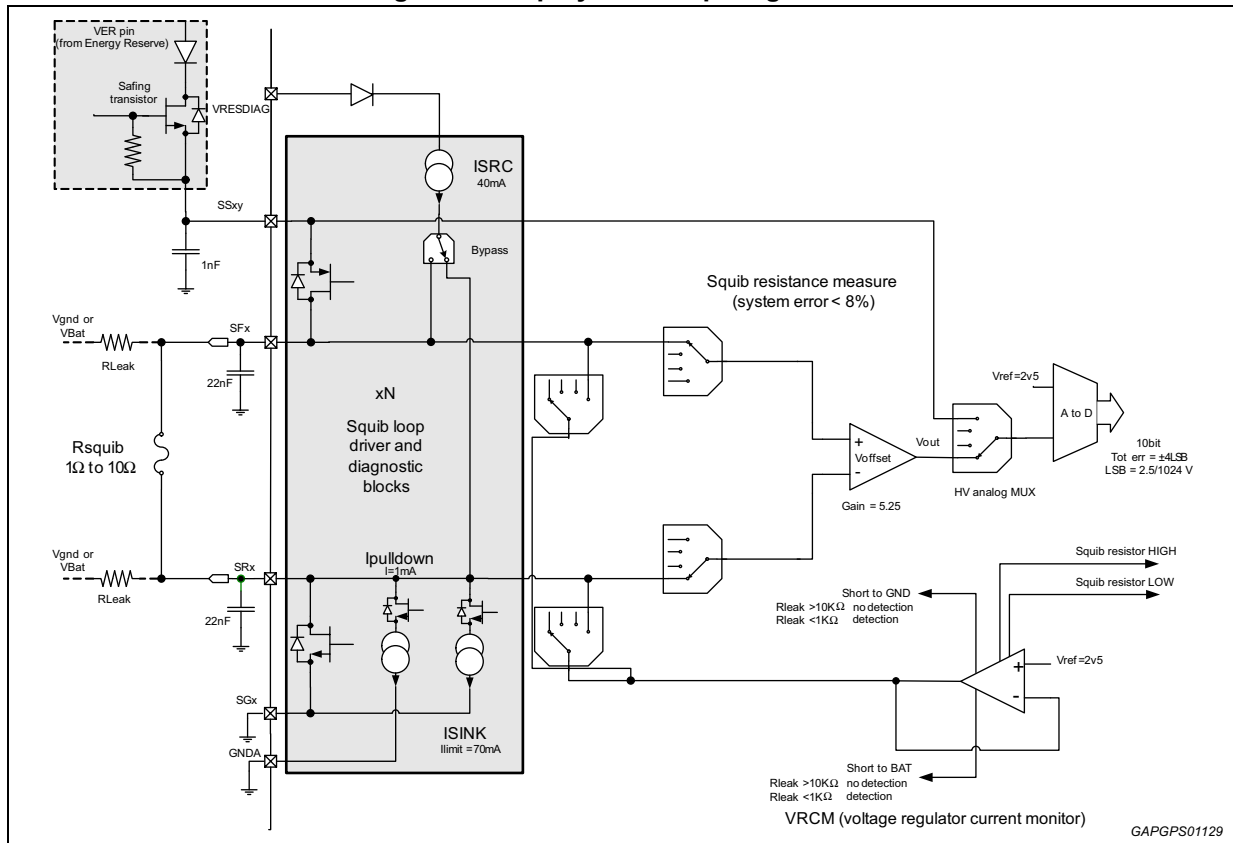 VER pin
(from Energy Reserve)
Safing
transistor
VRESDIAG
ISRC
40mA
SSxy
1nF
Bypass
Squib resistance measure
(system error < 8%)
Vgnd or
VBat
SFx
RLeak
22nF
xN
Squib loop
driver and
diagnostic
blocks
Rsquib
1Ω to 10Ω
Vref=2v5
A to D
10bit
Tot err = ±4LSB
LSB = 2.5/1024 V
+
Voffset
-
Vout
Gain = 5.25
HV analog MUX
Vgnd or
VBat
SRx
RLeak
22nF
Ipulldown
I=1mA
Squib resistor HIGH
Squib resistor LOW
Short to GND
Rleak >10KΩ no detection
Rleak <1KΩ detection
+
Vref=2v5
-
SGx
GNDA
ISINK
Ilimit =70mA
Short to BAT
Rleak >10KΩ no detection
Rleak <1KΩ detection
VRCM (voltage regulator current monitor)
GAPGPS01129